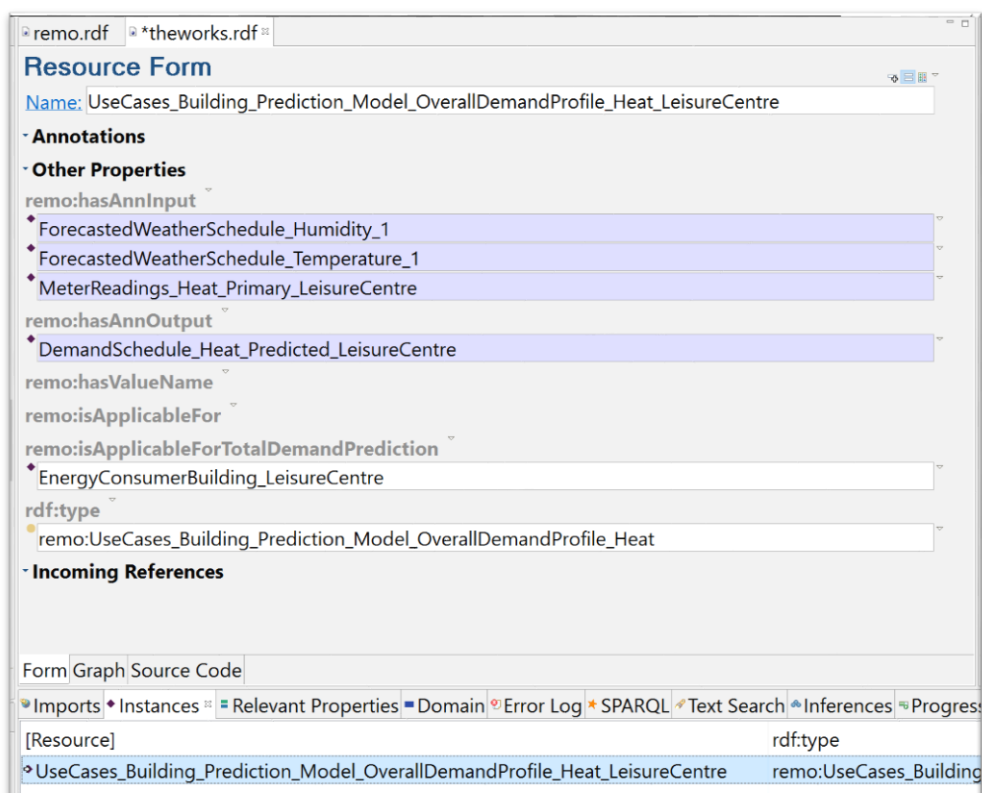 remo.rdf *theworks.rdf
Resource Form
Name: UseCases_Building_Prediction_Model_OverallDemandProfile_Heat_LeisureCentre
Annotations
Other Properties
remo:hasAnnInput
ForecastedWeatherSchedule_Humidity_1
ForecastedWeatherSchedule_Temperature_1
MeterReadings_Heat_Primary_LeisureCentre
remo:hasAnnOutput
DemandSchedule_Heat_Predicted_LeisureCentre
remo:hasValueName
remo:isApplicableFor
remo:isApplicableForTotalDemandPrediction
EnergyConsumerBuilding_LeisureCentre
rdf:type
remo:UseCases_Building_Prediction_Model_OverallDemandProfile_Heat
Incoming References
Form Graph Source Code
Imports Instances Relevant Properties Domain Error Log SPARQL Text Search Inferences Progress
[Resource] rdf:type
UseCases_Building_Prediction_Model_OverallDemandProfile_Heat_LeisureCentre remo:UseCases_Building